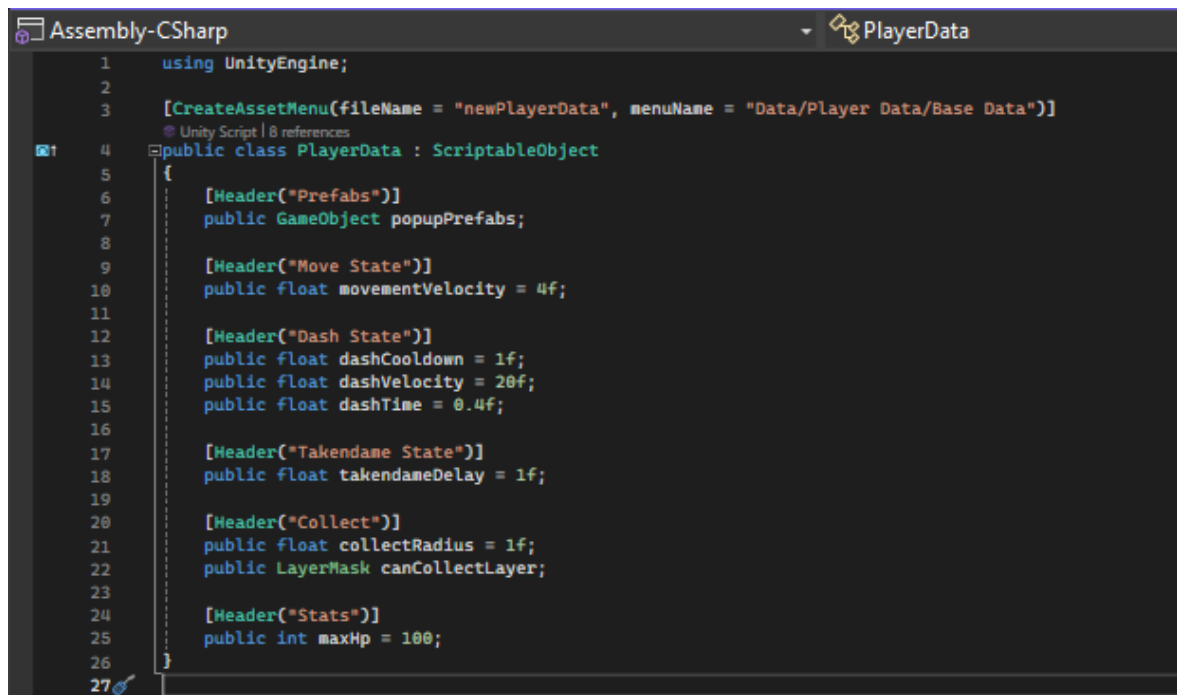 Assembly-CSharp PlayerData
1 using UnityEngine;
2
3 [CreateAssetMenu(fileName = "newPlayerData", menuName = "Data/Player Data/Base Data")]
Unity Script | 8 references
4 public class PlayerData : ScriptableObject
5 {
6 [Header("Prefabs")]
7 public GameObject popupPrefabs;
8
9 [Header("Move State")]
10 public float movementVelocity = 4f;
11
12 [Header("Dash State")]
13 public float dashCooldown = 1f;
14 public float dashVelocity = 20f;
15 public float dashTime = 0.4f;
16
17 [Header("Takendame State")]
18 public float takendameDelay = 1f;
19
20 [Header("Collect")]
21 public float collectRadius = 1f;
22 public LayerMask canCollectLayer;
23
24 [Header("Stats")]
25 public int maxHp = 100;
26 }
27